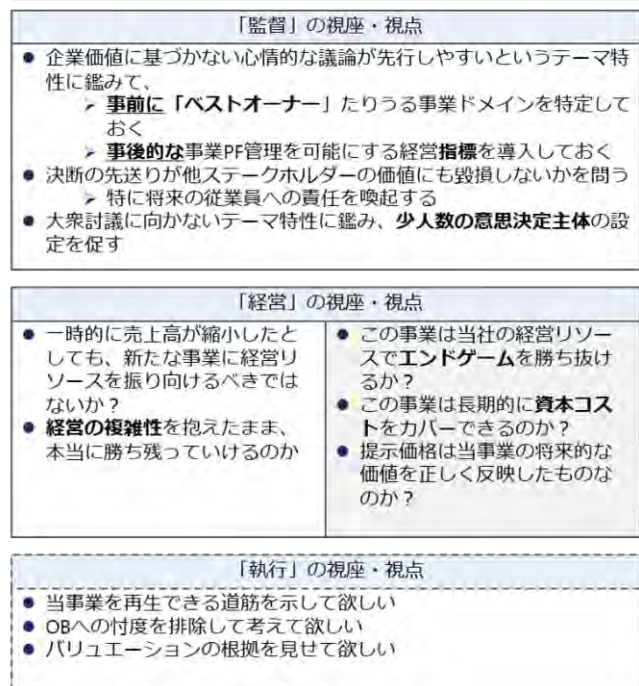 「監督」の視座・視点
● 企業価値に基づかない心情的な議論が先行しやすいというテーマ特
性に鑑みて、
➢ 事前に「ベストオーナー」たりうる事業ドメインを特定して
おく
➢ 事後的な事業PF管理を可能にする経営指標を導入しておく
● 決断の先送りが他ステークホルダーの価値にも毀損しないかを問う
➢ 特に将来の従業員への責任を喚起する
● 大衆討議に向かないテーマ特性に鑑み、少人数の意思決定主体の設
定を促す
「経営」の視座・視点
● 一時的に売上高が縮小したと
しても、新たな事業に経営リ
ソースを振り向けるべきでは
ないか？
● 経営の複雑性を抱えたまま、
本当に勝ち残っていけるのか
● この事業は当社の経営リソー
スでエンドゲームを勝ち抜け
るか？
● この事業は長期的に資本コス
トをカバーできるのか？
● 提示価格は当事業の将来的な
価値を正しく反映したものな
のか？
「執行」の視座・視点
● 当事業を再生できる道筋を示して欲しい
● OBへの忖度を排除して考えて欲しい
● バリュエーションの根拠を見せて欲しい